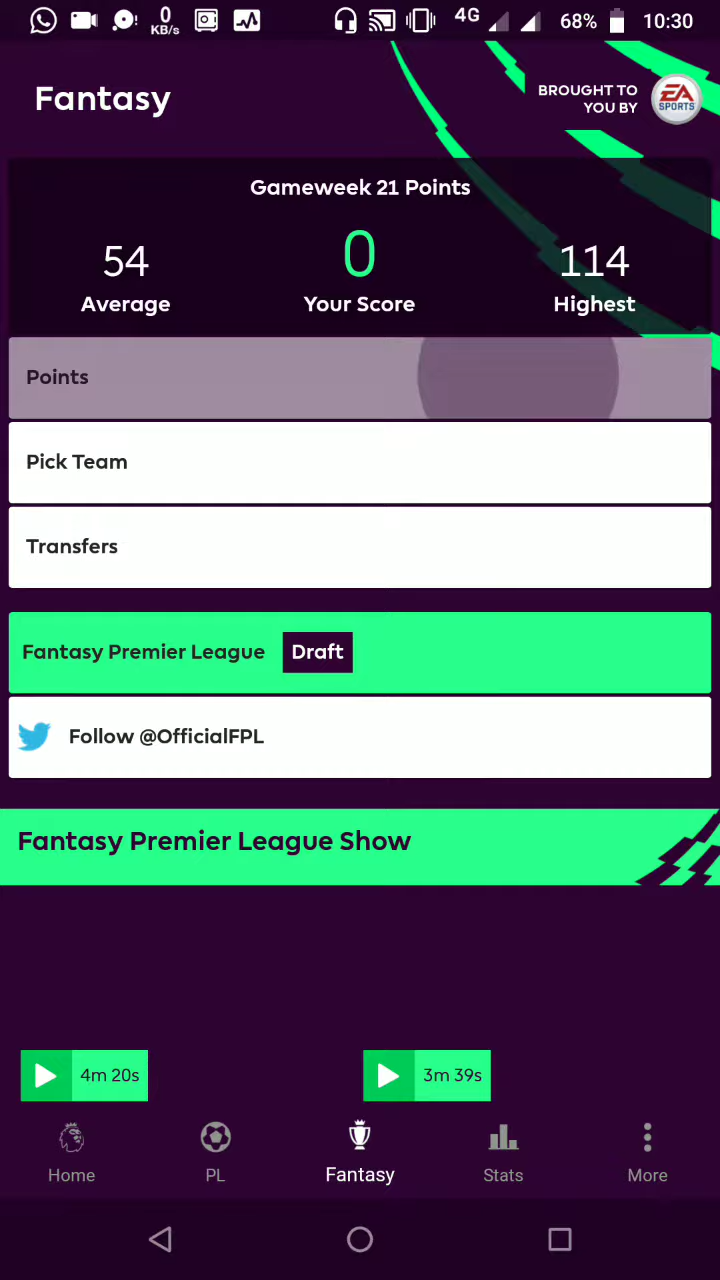 0
KB/s
4G
68%
10:30
Fantasy
BROUGHT TO
YOU BY
EA
SPORTS
Gameweek 21 Points
54
0
114
Average
Your Score
Highest
Points
Pick Team
Transfers
Fantasy Premier League Draft
Follow @OfficialFPL
Fantasy Premier League Show
4m 20s
3m 39s
Home
PL
Fantasy
Stats
More